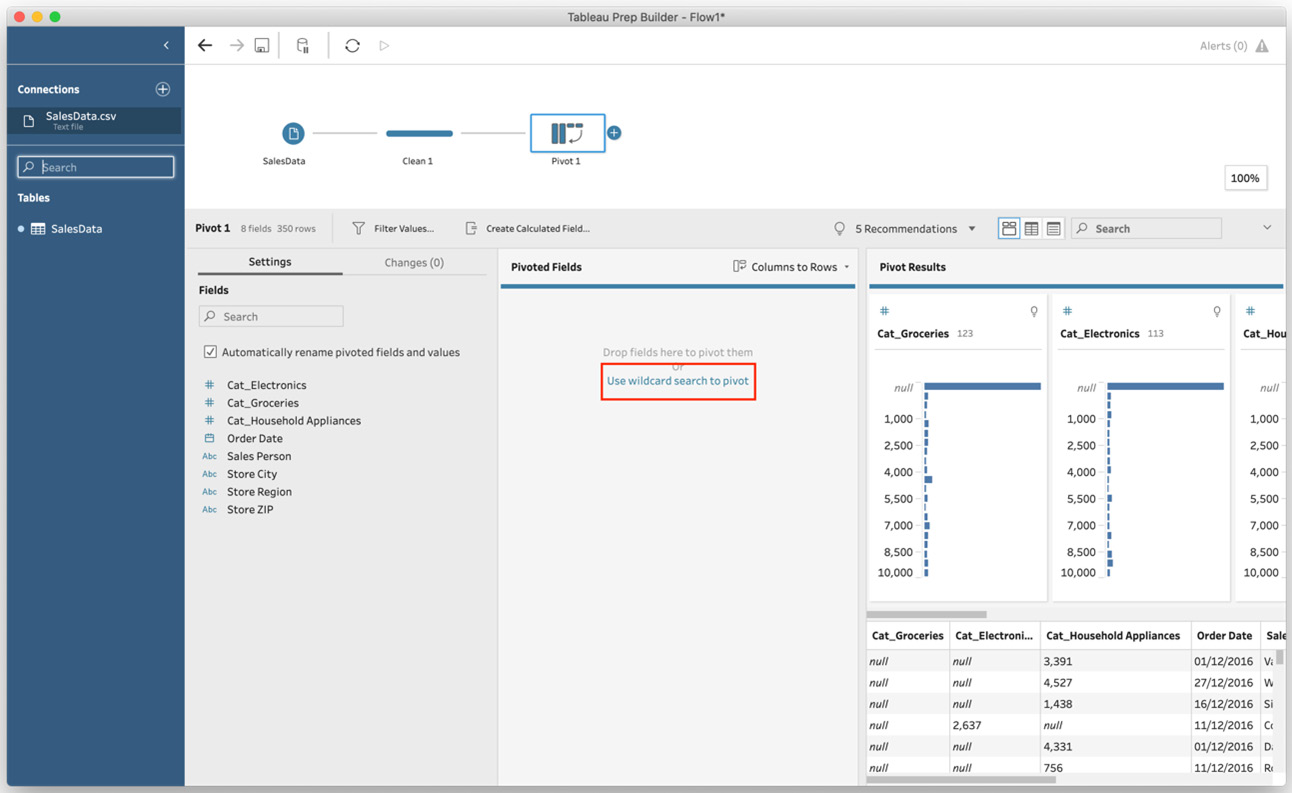 Tableau Prep Builder - Flow1*
Alerts (0)
Connections
SalesData.csv
Text file
Search
Tables
SalesData
SalesData
Clean 1
Pivot 1
100%
Pivot 1 8 fields 350 rows Filter Values... Create Calculated Field... 5 Recommendations Search
Settings Changes (0)
Fields
Search
Automatically rename pivoted fields and values
# Cat_Electronics
# Cat_Groceries
# Cat_Household Appliances
Order Date
Abc Sales Person
Abc Store City
Abc Store Region
Abc Store ZIP
Pivoted Fields Columns to Rows
Drop fields here to pivot them
or
Use wildcard search to pivot
Pivot Results
# # #
Cat_Groceries 123 Cat_Electronics 113 Cat_Hou
null null null
1,000 1,000 1,000
2,500 2,500 2,500
4,000 4,000 4,000
5,500 5,500 5,500
7,000 7,000 7,000
8,500 8,500 8,500
10,000 10,000 10,000
Cat_Groceries Cat_Electroni... Cat_Household Appliances Order Date Sale
null null 3,391 01/12/2016 Va
null null 4,527 27/12/2016 W
null null 1,438 16/12/2016 Si
null 2,637 null 11/12/2016 Co
null null 4,331 01/12/2016 Da
null null 756 11/12/2016 Ro